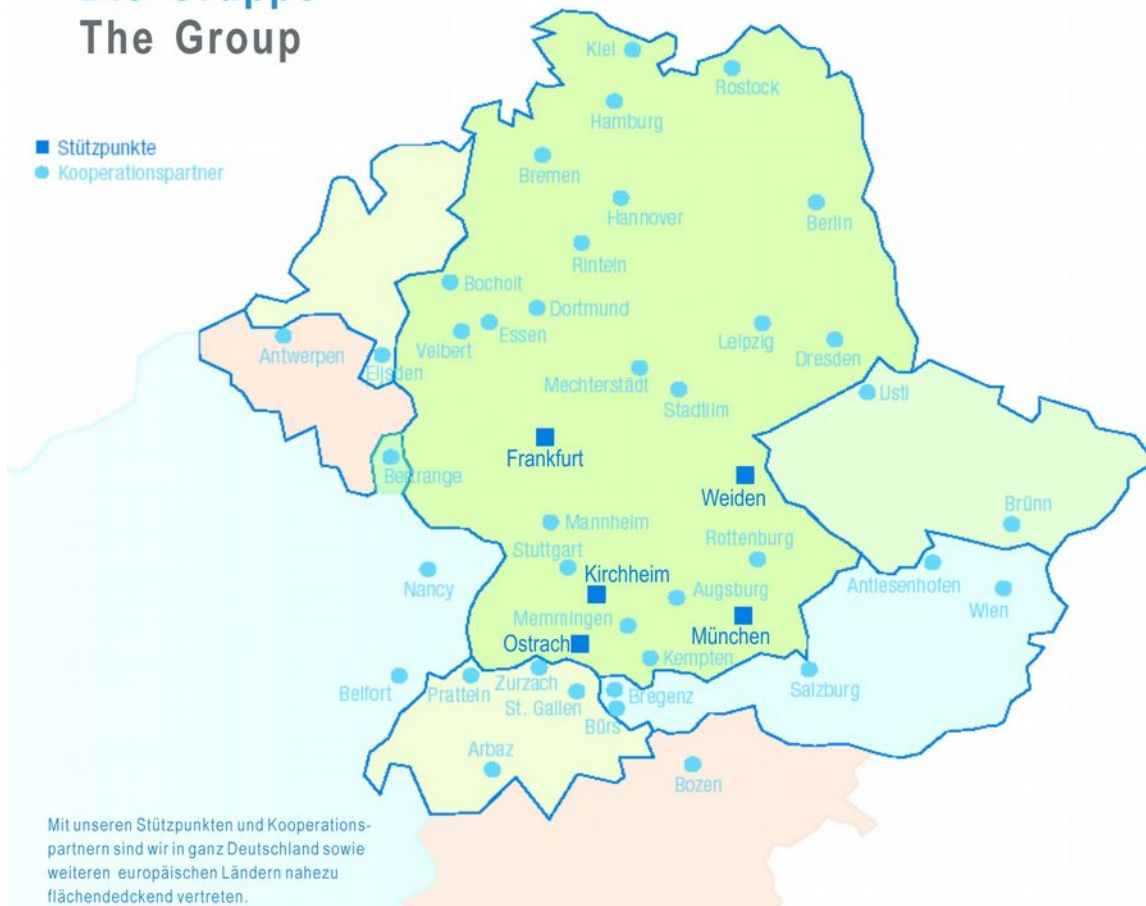 The Group
Stützpunkte
Kooperationspartner
Kiel
Rostock
Hamburg
Bremen
Hannover
Berlin
Rinteln
Bocholt
Dortmund
Essen
Velbert
Leipzig
Dresden
Antwerpen
Eijsden
Mechterstädt
Stadtilm
Usti
Frankfurt
Bertrange
Weiden
Brünn
Mannheim
Rottenburg
Stuttgart
Kirchheim
Nancy
Antiesenhofen
Augsburg
Wien
Memmingen
München
Ostrach
Kempten
Zurzach
Belfort
Pratteln
St. Gallen
Bregenz
Salzburg
Bürs
Arbaz
Bozen
Mit unseren Stützpunkten und Kooperations-
partnern sind wir in ganz Deutschland sowie
weiteren europäischen Ländern nahezu
flächendedckend vertreten.